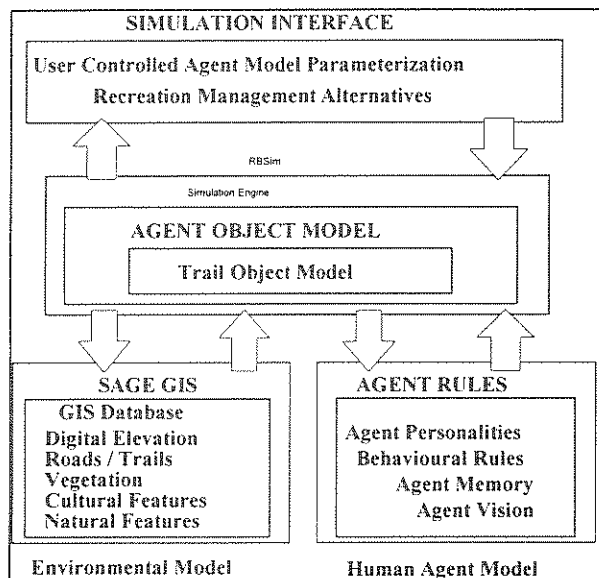 SIMULATION INTERFACE
User Controlled Agent Model Parameterization
Recreation Management Alternatives
RBSim
Simulation Engine
AGENT OBJECT MODEL
Trail Object Model
SAGE GIS
GIS Database
Digital Elevation
Roads / Trails
Vegetation
Cultural Features
Natural Features
Environmental Model
AGENT RULES
Agent Personalities
Behavioural Rules
Agent Memory
Agent Vision
Human Agent Model